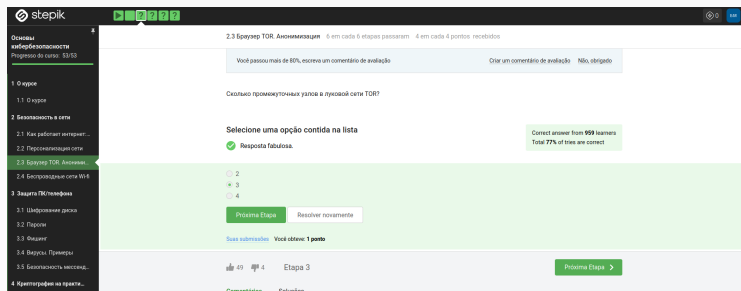 stepik
0
Основы
кибербезопасности
Progresso do curso: 53/53
1 О курсе
1.1 О курсе
2 Безопасность в сети
2.1 Как работает интернет:...
2.2 Персонализация сети
2.3 Браузер TOR. Аноними...
2.4 Беспроводные сети Wi-fi
3 Защита ПК/телефона
3.1 Шифрование диска
3.2 Пароли
3.3 Фишинг
3.4 Вирусы. Примеры
3.5 Безопасность мессенд...
4 Криптография на практи...
2.3 Браузер TOR. Анонимизация 6 em cada 6 etapas passaram 4 em cada 4 pontos recebidos
Você passou mais de 80%, escreva um comentário de avaliação Criar um comentário de avaliação Não, obrigado
Сколько промежуточных узлов в луковой сети TOR?
Selecione uma opção contida na lista
Resposta fabulosa.
Correct answer from 959 learners
Total 77% of tries are correct
2
3
4
Próxima Etapa Resolver novamente
Suas submissões Você obteve: 1 ponto
49 4 Etapa 3 Próxima Etapa
Comentários Soluções